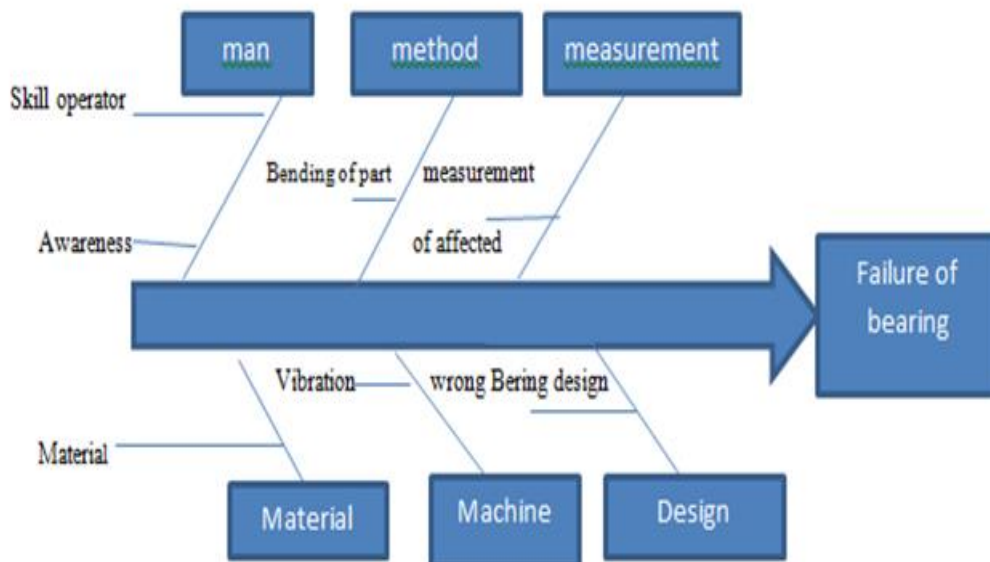 man
method
measurement
Skill operator
Bending of part
measurement
of affected
Awareness
Failure of
bearing
Vibration
wrong Bering design
Material
Material
Machine
Design